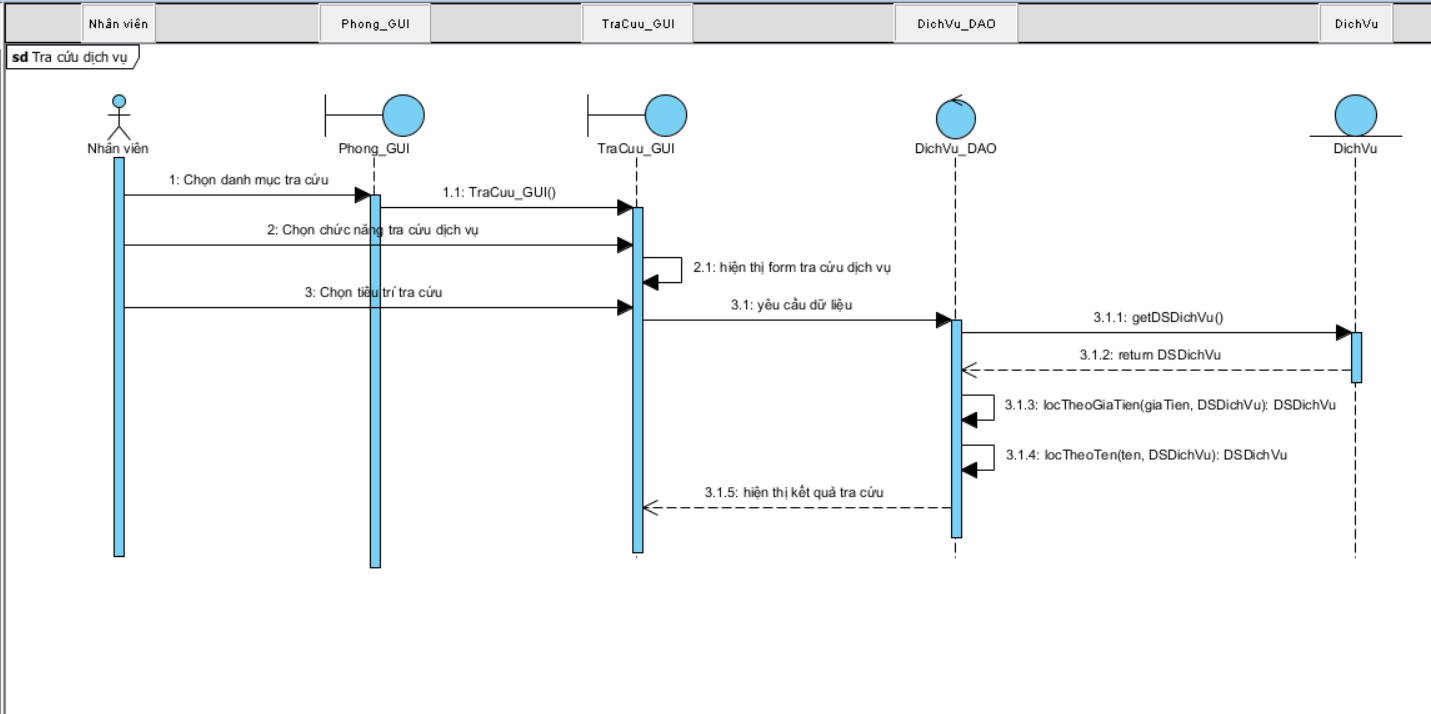 Nhân viên Phong_GUI TraCuu_GUI DichVu_DAO DichVu
sd Tra cứu dịch vụ
Nhân viên Phong_GUI TraCuu_GUI DichVu_DAO DichVu
1: Chọn danh mục tra cứu
1.1: TraCuu_GUI()
2: Chọn chức năng tra cứu dịch vụ
2.1: hiện thị form tra cứu dịch vụ
3: Chọn tiêu trí tra cứu
3.1: yêu cầu dữ liệu
3.1.1: getDSDichVu()
3.1.2: return DSDichVu
3.1.3: locTheoGiaTien(giaTien, DSDichVu): DSDichVu
3.1.4: locTheoTen(ten, DSDichVu): DSDichVu
3.1.5: hiện thị kết quả tra cứu